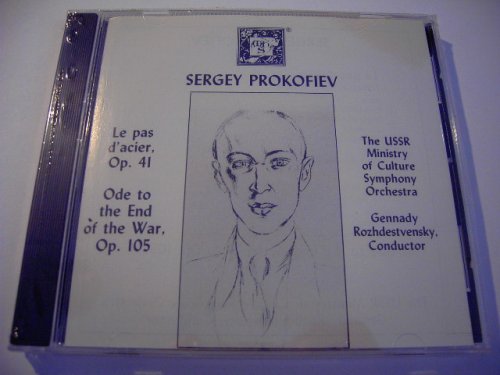 SERGEY PROKOFIEV
Le pas
d'acier,
Op. 41
Ode to
the End
of the War,
Op. 105
The USSR
Ministry
of Culture
Symphony
Orchestra
Gennady
Rozhdestvensky,
Conductor